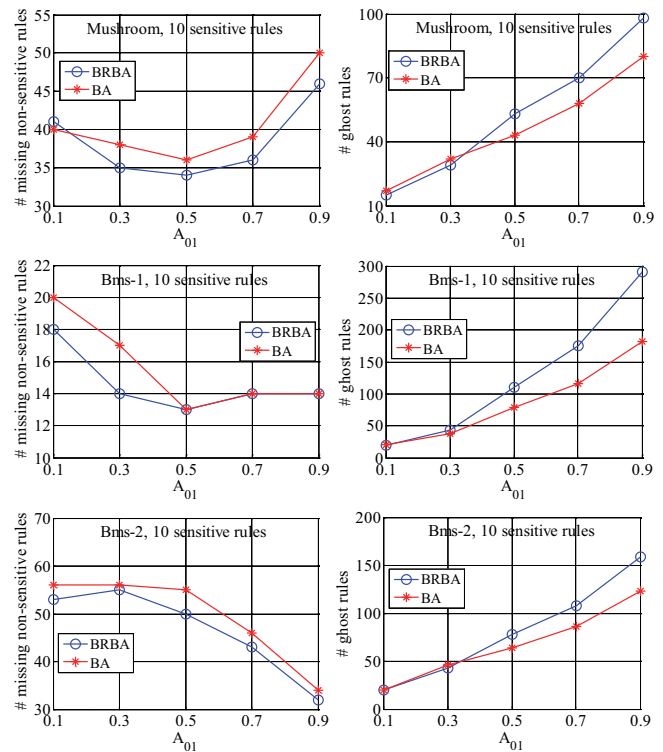 Mushroom, 10 sensitive rules
# missing non-sensitive rules
55
50
45
40
35
30
BRBA
BA
0.1 0.3 0.5 0.7 0.9
A01
Mushroom, 10 sensitive rules
# ghost rules
100
70
40
10
BRBA
BA
0.1 0.3 0.5 0.7 0.9
A01
Bms-1, 10 sensitive rules
# missing non-sensitive rules
22
20
18
16
14
12
10
BRBA
BA
0.1 0.3 0.5 0.7 0.9
A01
Bms-1, 10 sensitive rules
# ghost rules
300
250
200
150
100
50
0
BRBA
BA
0.1 0.3 0.5 0.7 0.9
A01
Bms-2, 10 sensitive rules
# missing non-sensitive rules
70
60
50
40
30
BRBA
BA
0.1 0.3 0.5 0.7 0.9
A01
Bms-2, 10 sensitive rules
# ghost rules
200
150
100
50
0
BRBA
BA
0.1 0.3 0.5 0.7 0.9
A01